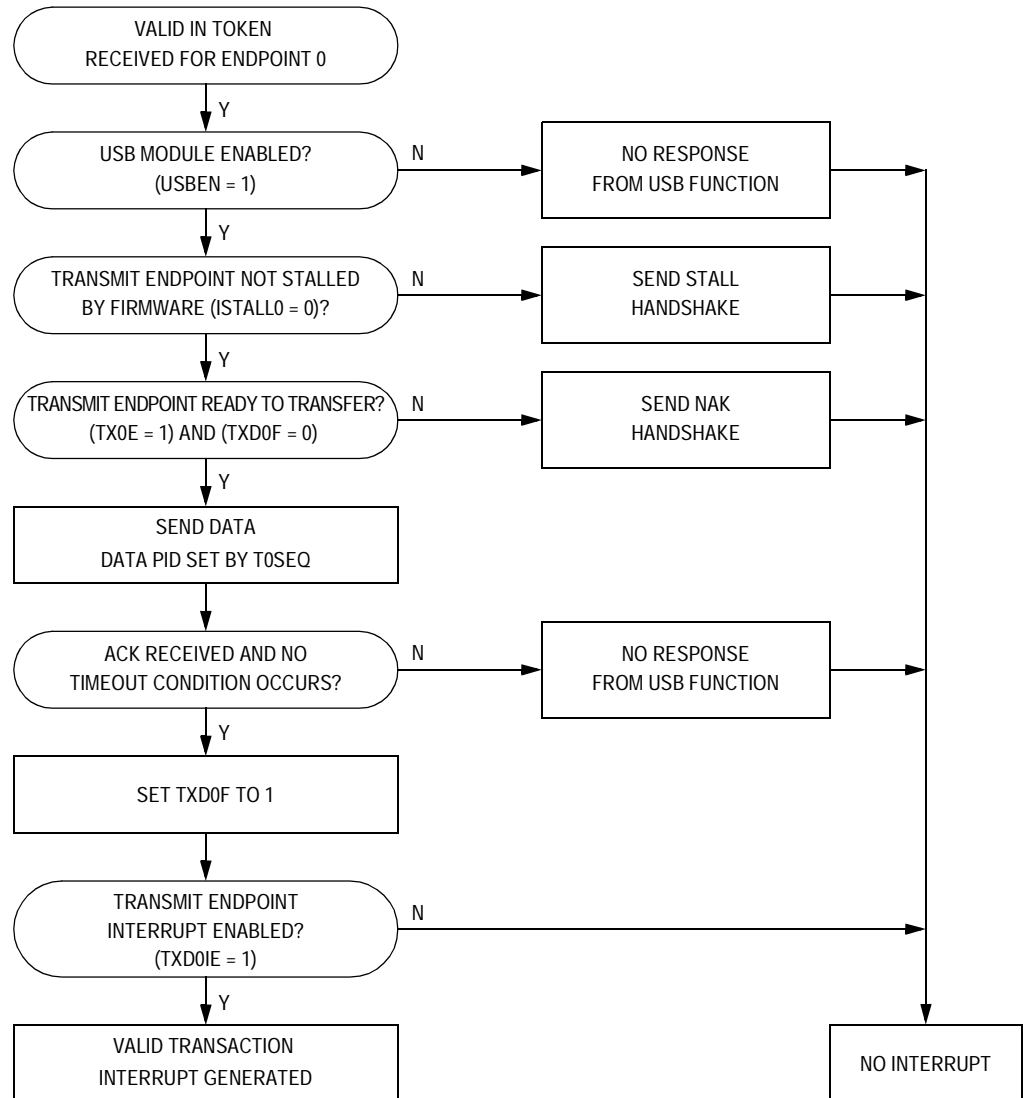 VALID IN TOKEN
RECEIVED FOR ENDPOINT 0
Y
USB MODULE ENABLED?
(USBEN = 1)
N
NO RESPONSE
FROM USB FUNCTION
Y
TRANSMIT ENDPOINT NOT STALLED
BY FIRMWARE (ISTALL0 = 0)?
N
SEND STALL
HANDSHAKE
Y
TRANSMIT ENDPOINT READY TO TRANSFER?
(TX0E = 1) AND (TXD0F = 0)
N
SEND NAK
HANDSHAKE
Y
SEND DATA
DATA PID SET BY T0SEQ
ACK RECEIVED AND NO
TIMEOUT CONDITION OCCURS?
N
NO RESPONSE
FROM USB FUNCTION
Y
SET TXD0F TO 1
TRANSMIT ENDPOINT
INTERRUPT ENABLED?
(TXD0IE = 1)
N
Y
VALID TRANSACTION
INTERRUPT GENERATED
NO INTERRUPT